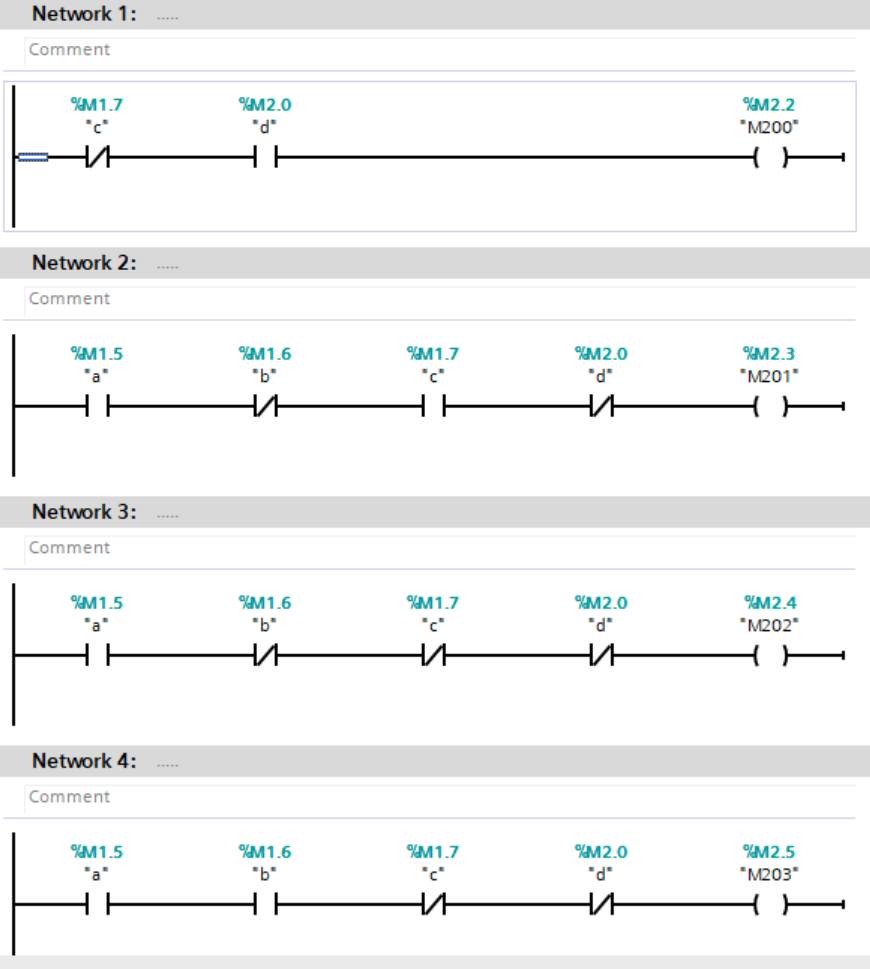 Network 1: .....
Comment
%M1.7 %M2.0 %M2.2
"c" "d" "M200"
Network 2: .....
Comment
%M1.5 %M1.6 %M1.7 %M2.0 %M2.3
"a" "b" "c" "d" "M201"
Network 3: .....
Comment
%M1.5 %M1.6 %M1.7 %M2.0 %M2.4
"a" "b" "c" "d" "M202"
Network 4: .....
Comment
%M1.5 %M1.6 %M1.7 %M2.0 %M2.5
"a" "b" "c" "d" "M203"